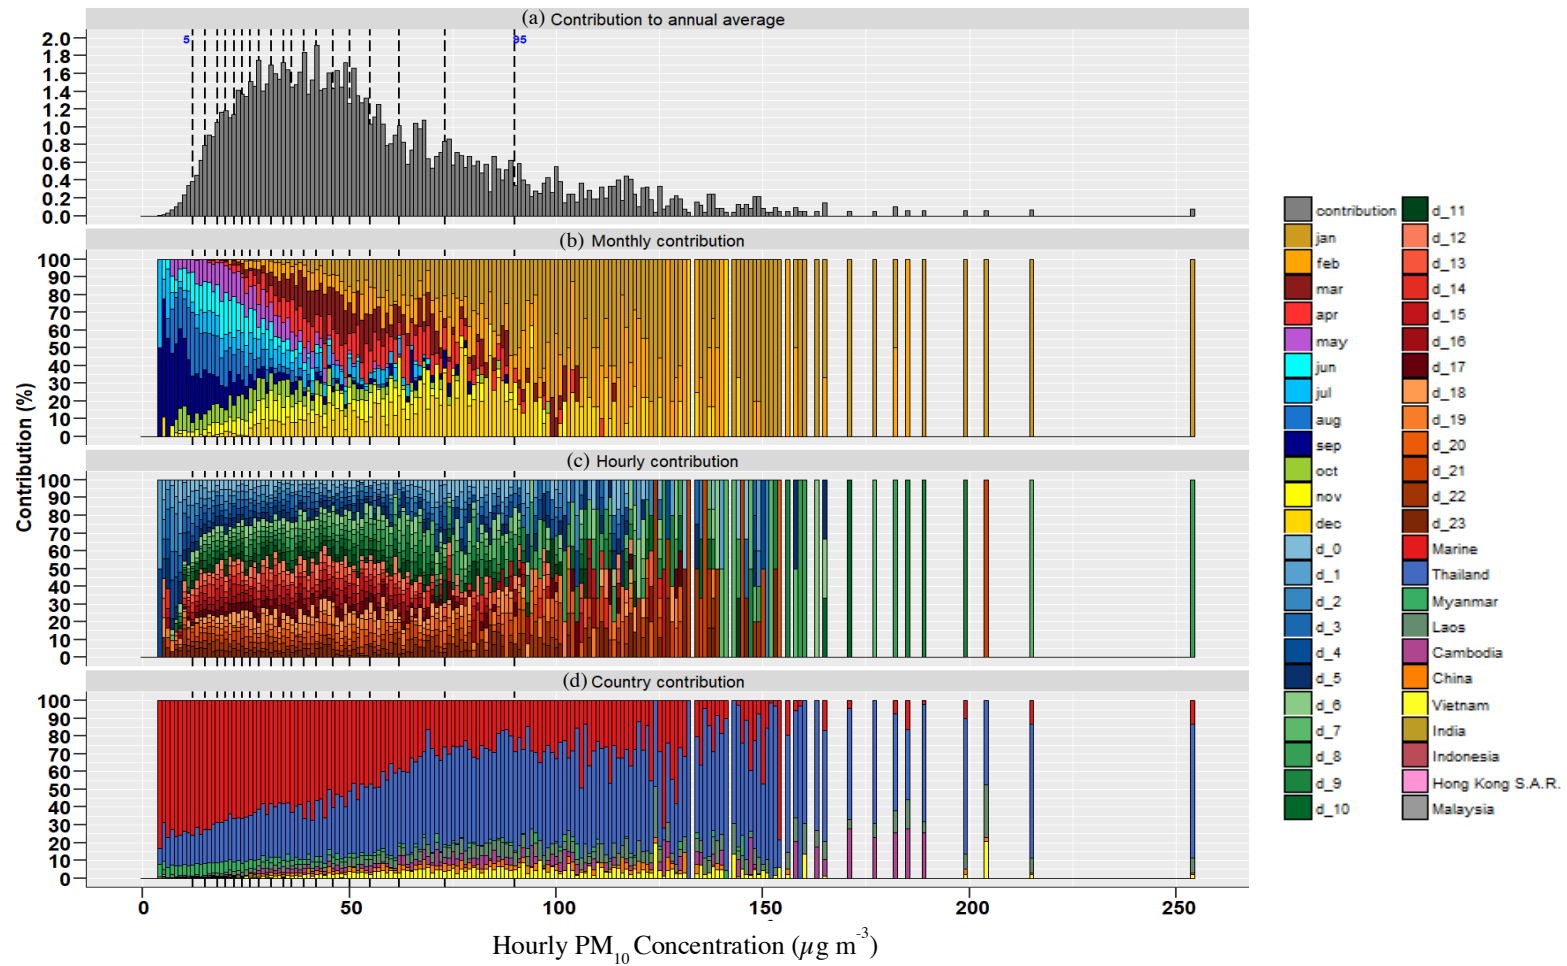 (a) Contribution to annual average
5
95
2.0
1.8
1.6
1.4
1.2
1.0
0.8
0.6
0.4
0.2
0.0
(b) Monthly contribution
100
90
80
70
60
50
40
30
20
10
0
(c) Hourly contribution
100
90
80
70
60
50
40
30
20
10
0
(d) Country contribution
100
90
80
70
60
50
40
30
20
10
0
Contribution (%)
0 50 100 150 200 250
Hourly PM10 Concentration (µg m-3)
contribution
jan
feb
mar
apr
may
jun
jul
aug
sep
oct
nov
dec
d_0
d_1
d_2
d_3
d_4
d_5
d_6
d_7
d_8
d_9
d_10
d_11
d_12
d_13
d_14
d_15
d_16
d_17
d_18
d_19
d_20
d_21
d_22
d_23
Marine
Thailand
Myanmar
Laos
Cambodia
China
Vietnam
India
Indonesia
Hong Kong S.A.R.
Malaysia